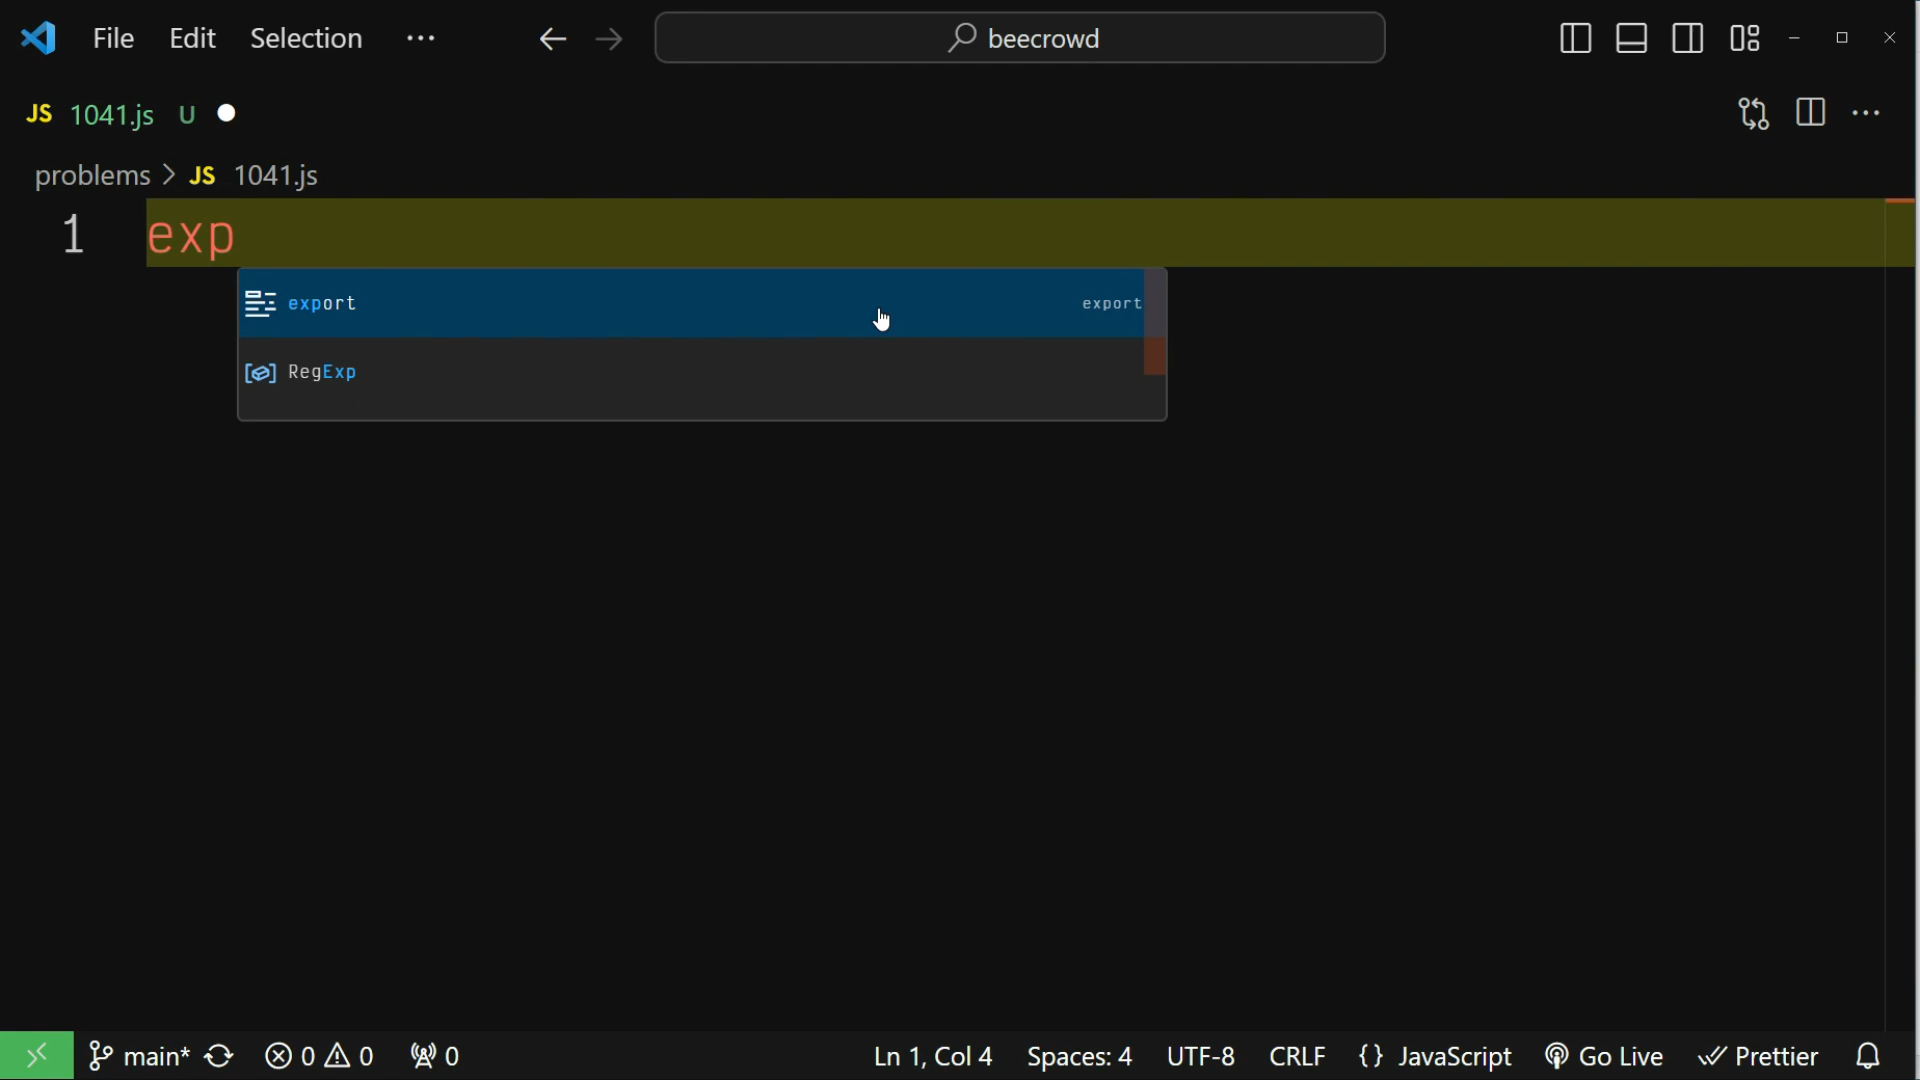 File Edit Selection ··· beecrowd
JS 1041.js U
problems > JS 1041.js
1 exp
export export
RegExp
main* 0 0 0 Ln 1, Col 4 Spaces: 4 UTF-8 CRLF {} JavaScript Go Live Prettier